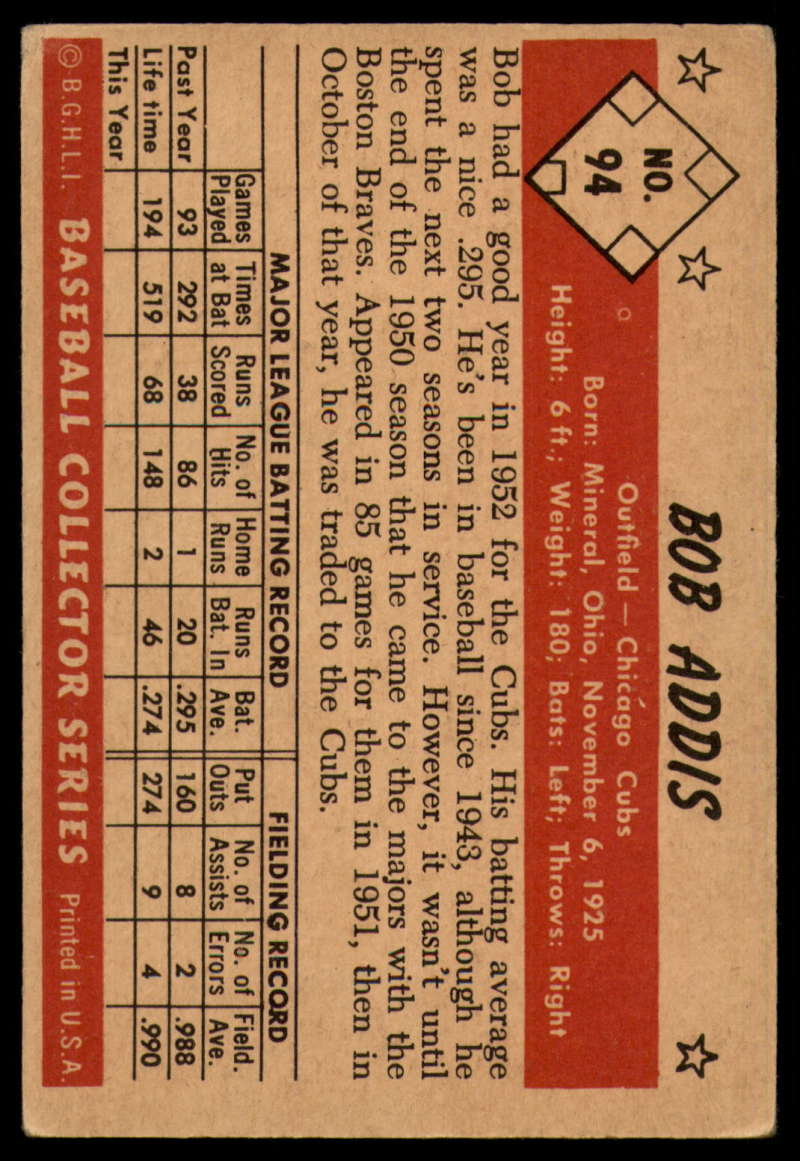 BOB ADDIS
NO.
94
Outfield — Chicago Cubs
Born: Mineral, Ohio, November 6, 1925
Height: 6 ft.; Weight: 180; Bats: Left; Throws: Right
Bob had a good year in 1952 for the Cubs. His batting average
was a nice .295. He's been in baseball since 1943, although he
spent the next two seasons in service. However, it wasn't until
the end of the 1950 season that he came to the majors with the
Boston Braves. Appeared in 85 games for them in 1951, then in
October of that year, he was traded to the Cubs.
MAJOR LEAGUE BATTING RECORD FIELDING RECORD
Games Times Runs No. of Home Runs Bat. Put No. of No. of Field.
Played at Bat Scored Hits Runs Bat. In Ave. Outs Assists Errors Ave.
Past Year 93 292 38 86 1 20 .295 160 8 2 .988
Life time 194 519 68 148 2 46 .274 274 9 4 .990
This Year
© B.G.H.L.I. BASEBALL COLLECTOR SERIES Printed in U.S.A.